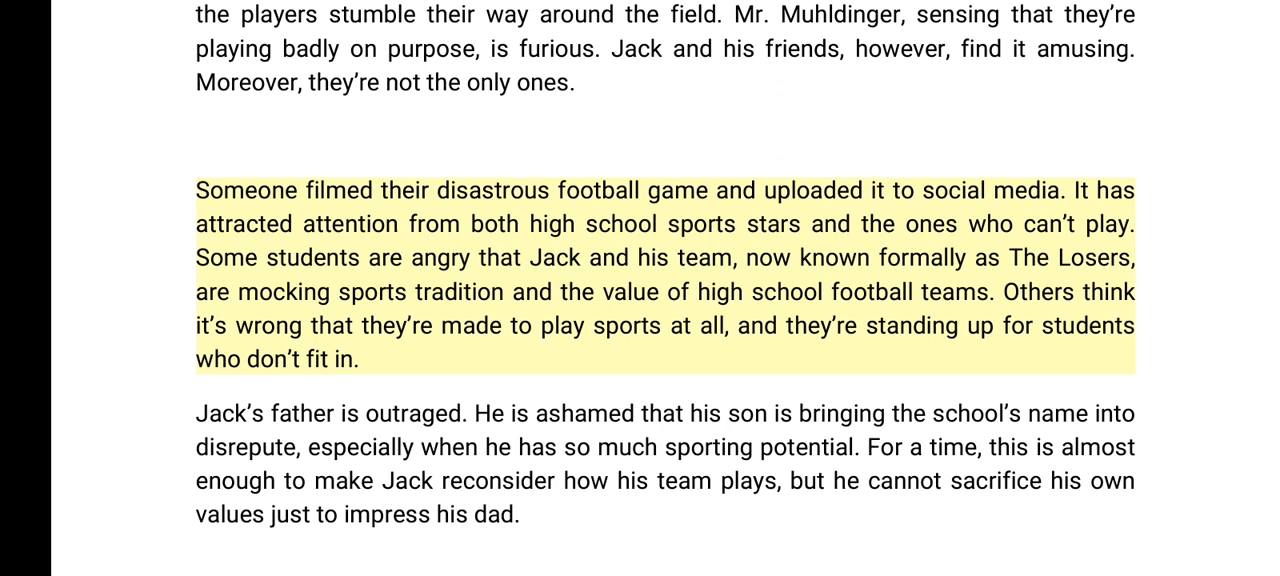 the players stumble their way around the field. Mr. Muhldinger, sensing that they’re
playing badly on purpose, is furious. Jack and his friends, however, find it amusing.
Moreover, they’re not the only ones.
Someone filmed their disastrous football game and uploaded it to social media. It has
attracted attention from both high school sports stars and the ones who can’t play.
Some students are angry that Jack and his team, now known formally as The Losers,
are mocking sports tradition and the value of high school football teams. Others think
it’s wrong that they’re made to play sports at all, and they’re standing up for students
who don’t fit in.
Jack’s father is outraged. He is ashamed that his son is bringing the school’s name into
disrepute, especially when he has so much sporting potential. For a time, this is almost
enough to make Jack reconsider how his team plays, but he cannot sacrifice his own
values just to impress his dad.